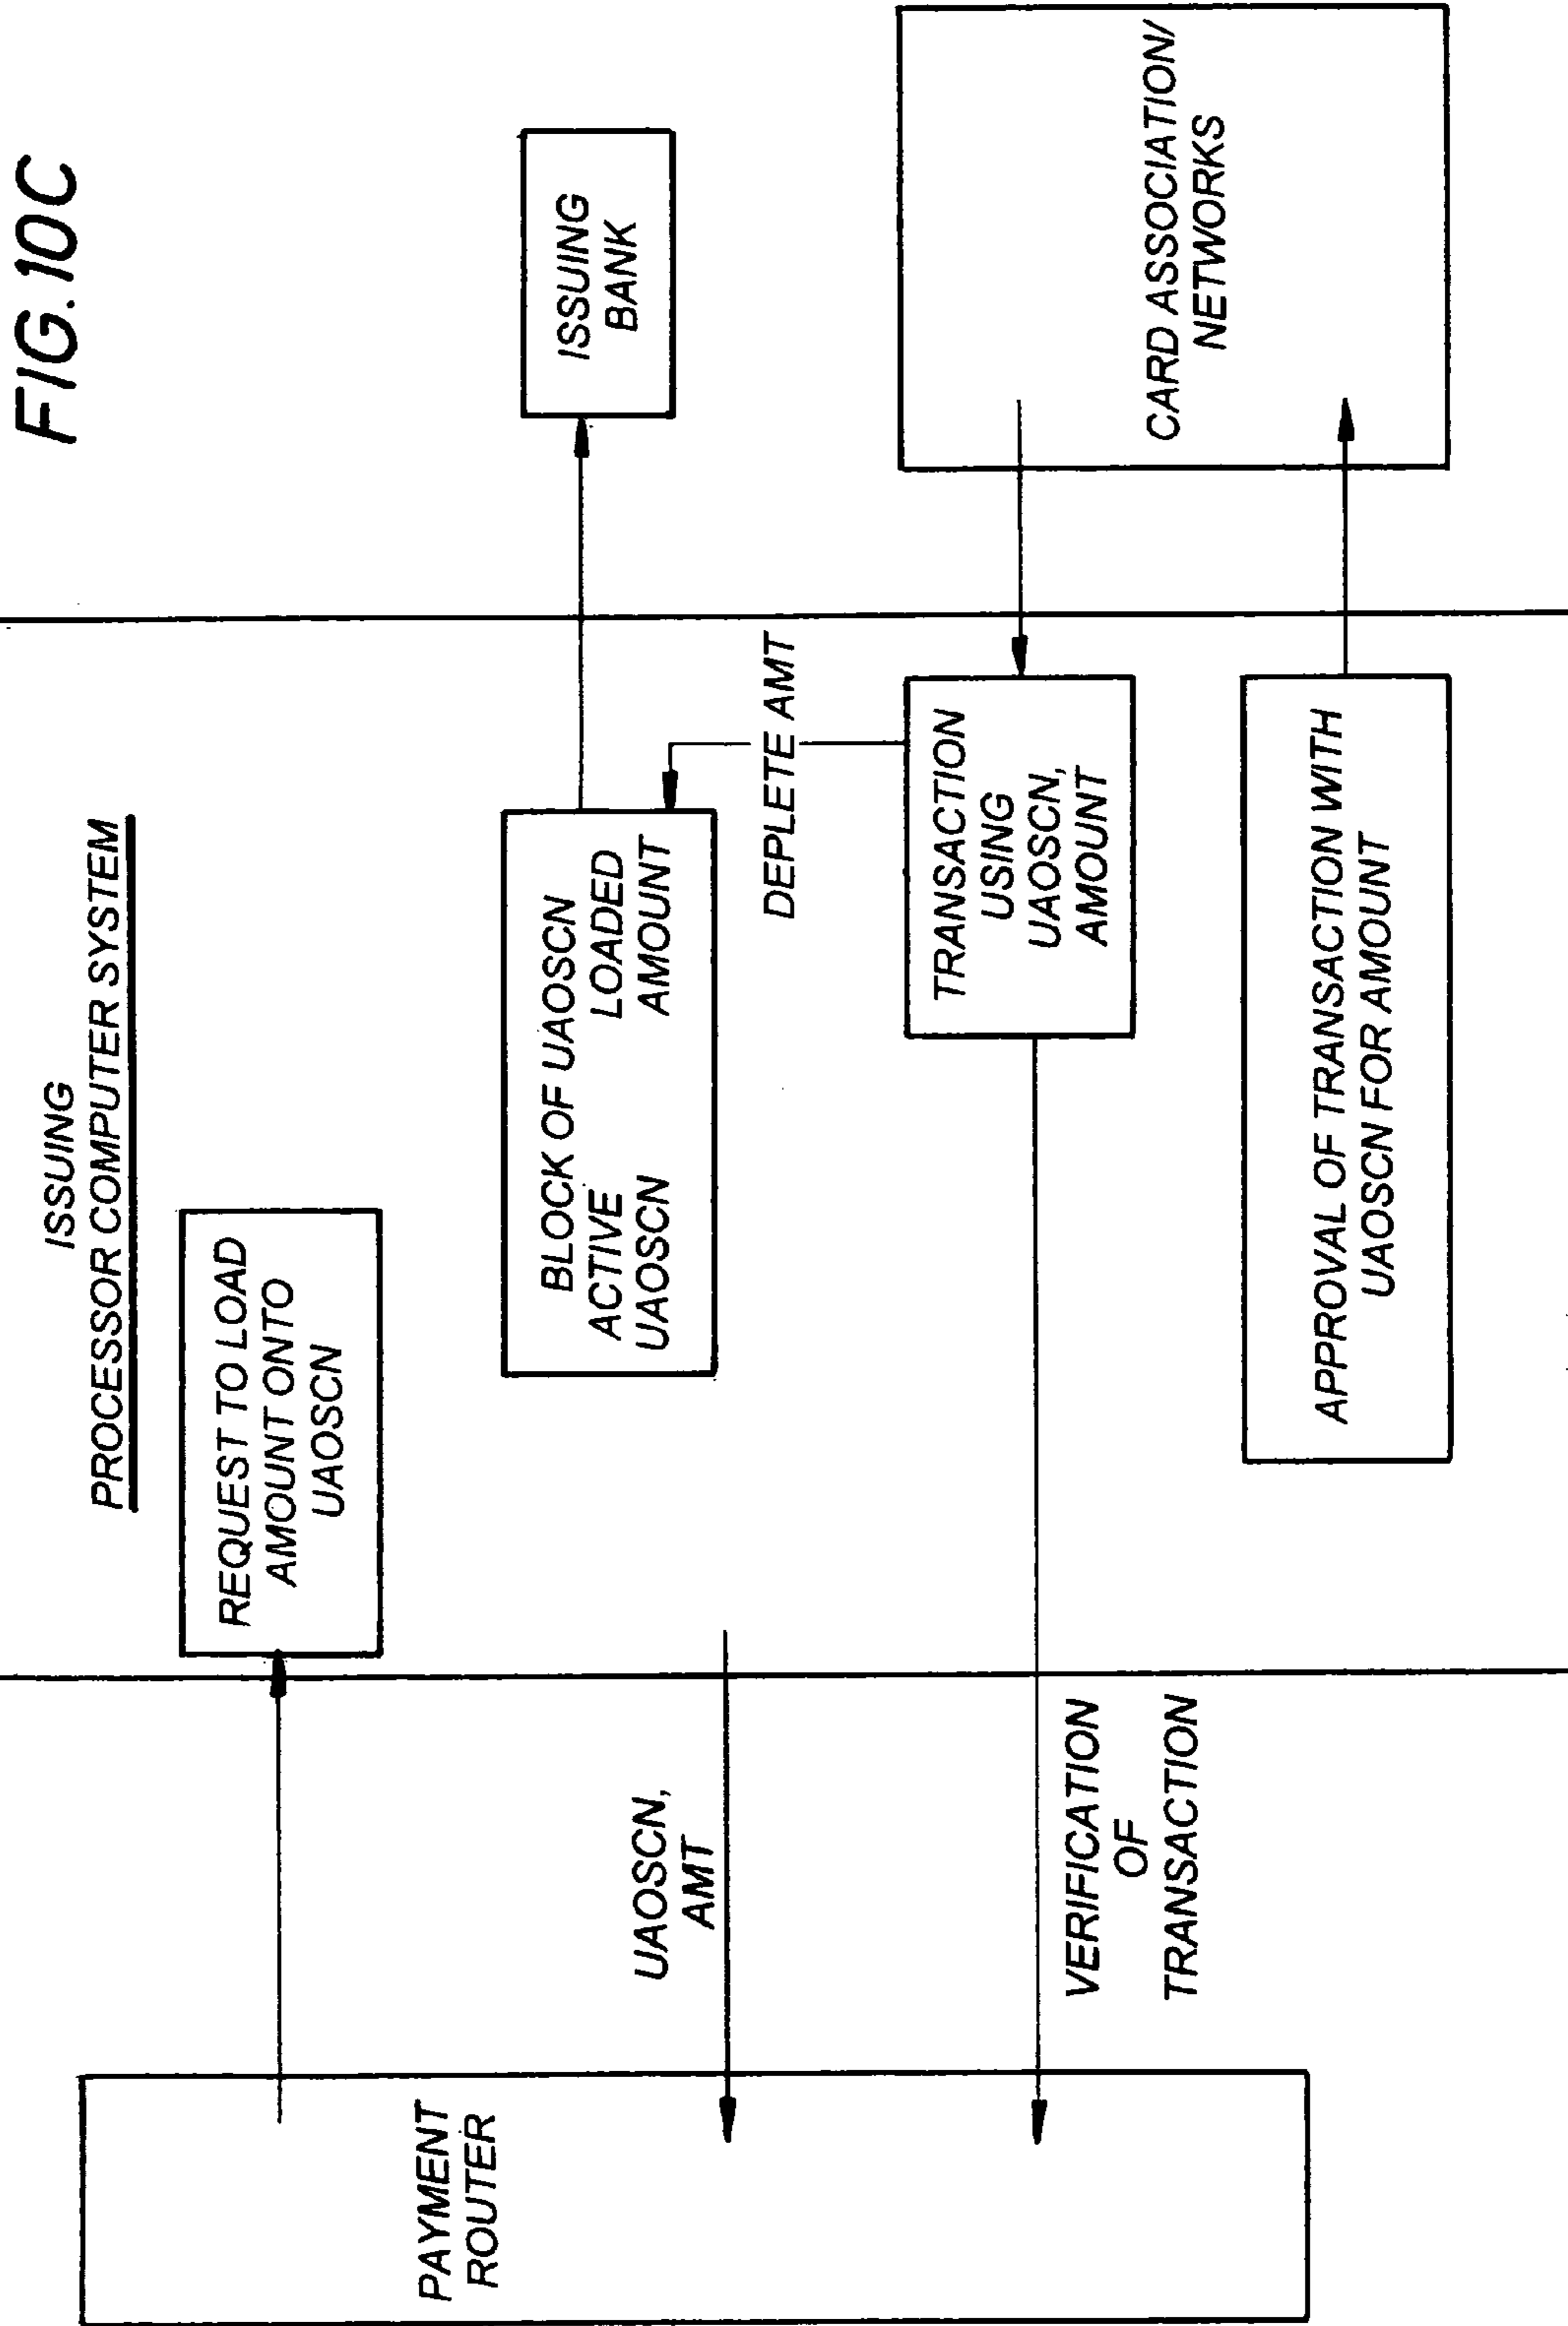 FIG. 10C
ISSUING
PROCESSOR COMPUTER SYSTEM
PAYMENT
ROUTER
REQUEST TO LOAD
AMOUNT ONTO
UAOSCN
BLOCK OF UAOSCN
ACTIVE LOADED
UAOSCN AMOUNT
ISSUING
BANK
UAOSCN,
AMT
DEPLETE AMT
TRANSACTION
USING
UAOSCN,
AMOUNT
VERIFICATION
OF
TRANSACTION
CARD ASSOCIATION/
NETWORKS
APPROVAL OF TRANSACTION WITH
UAOSCN FOR AMOUNT